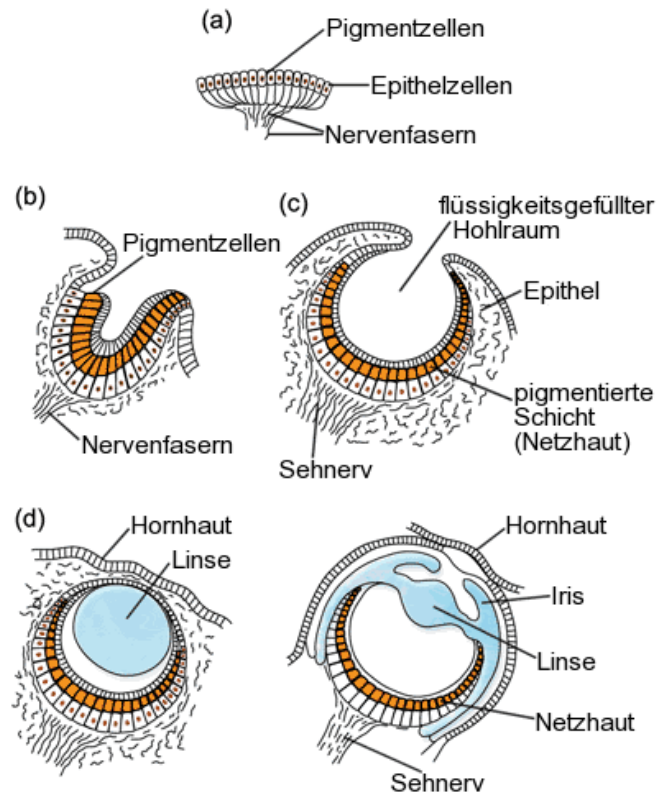 (a)
Pigmentzellen
Epithelzellen
Nervenfasern
(b)
Pigmentzellen
Nervenfasern
(c)
flüssigkeitsgefüllter
Hohlraum
Epithel
pigmentierte
Schicht
(Netzhaut)
Sehnerv
(d)
Hornhaut
Linse
Hornhaut
Iris
Linse
Netzhaut
Sehnerv